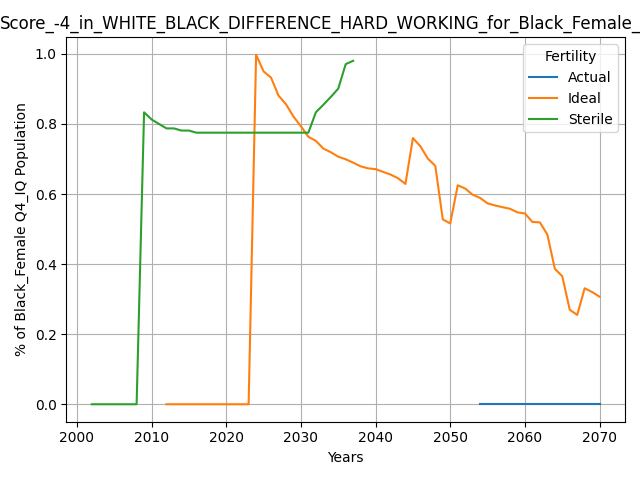 Score_-4_in_WHITE_BLACK_DIFFERENCE_HARD_WORKING_for_Black_Female_
1.0
0.8
0.6
0.4
0.2
0.0
% of Black_Female Q4_IQ Population
Fertility
Actual
Ideal
Sterile
2000 2010 2020 2030 2040 2050 2060 2070
Years